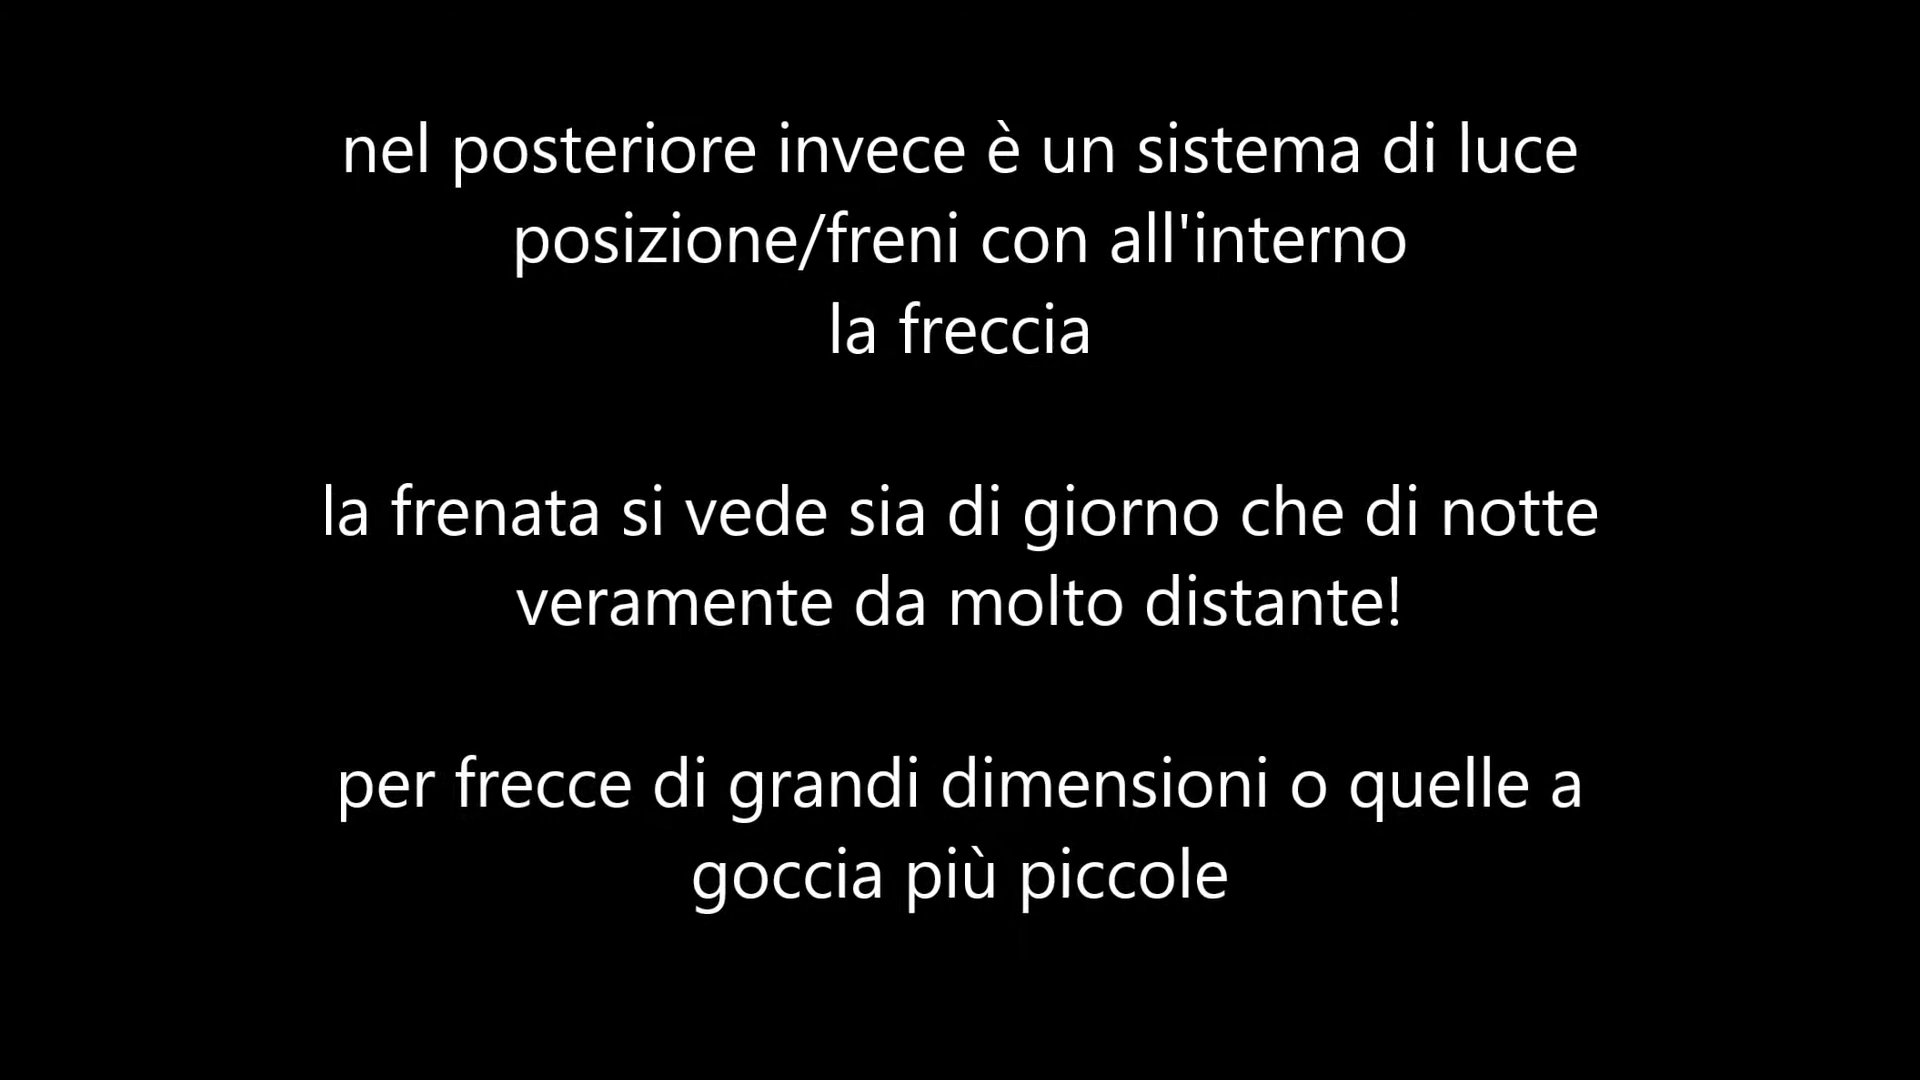 nel posteriore invece è un sistema di luce
posizione/freni con all'interno
la freccia
la frenata si vede sia di giorno che di notte
veramente da molto distante!
per frecce di grandi dimensioni o quelle a
goccia più piccole